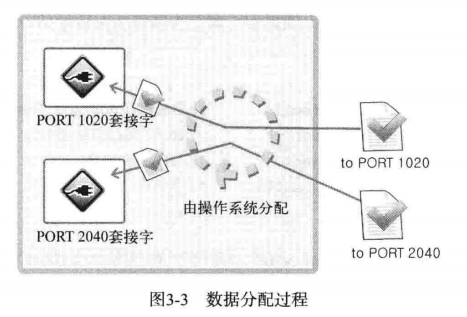 PORT 1020套接字
to PORT 1020
由操作系统分配
PORT 2040套接字
to PORT 2040
图3-3 数据分配过程